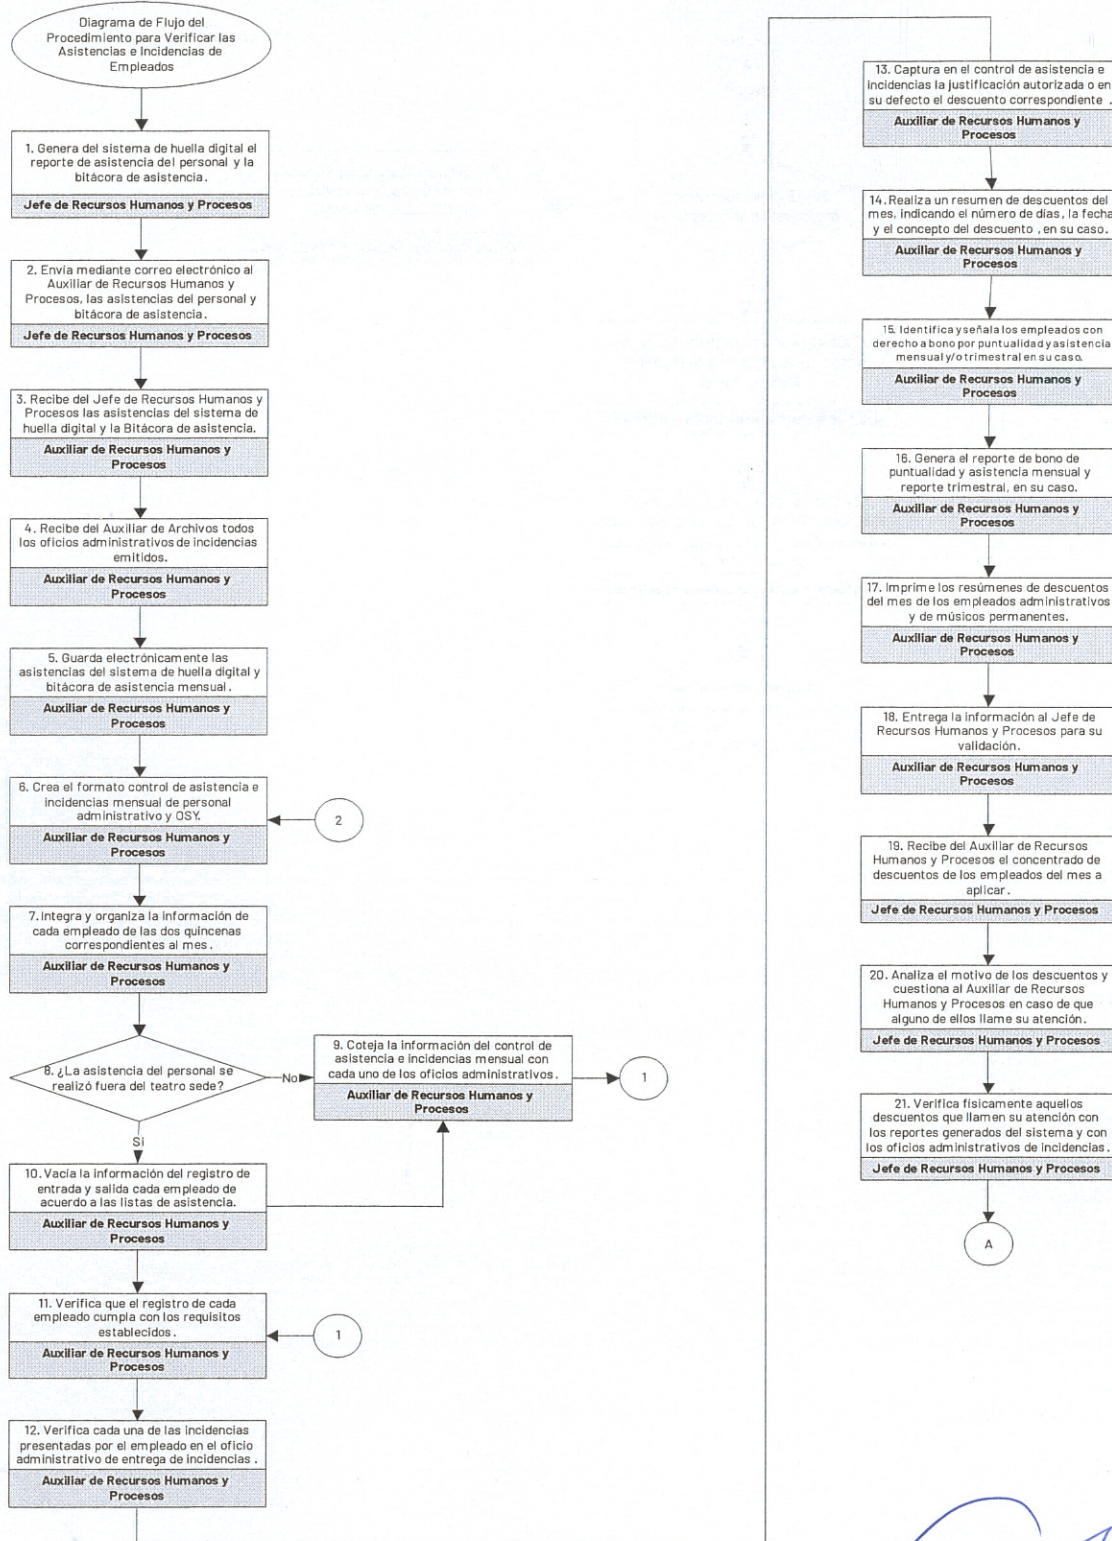 Diagrama de Flujo del
Procedimiento para Verificar las
Asistencias e Incidencias de
Empleados
1. Genera del sistema de huella digital el
reporte de asistencia del personal y la
bitácora de asistencia.
Jefe de Recursos Humanos y Procesos
2. Envía mediante correo electrónico al
Auxiliar de Recursos Humanos y
Procesos, las asistencias del personal y
bitácora de asistencia.
Jefe de Recursos Humanos y Procesos
3. Recibe del Jefe de Recursos Humanos y
Procesos las asistencias del sistema de
huella digital y la Bitácora de asistencia.
Auxiliar de Recursos Humanos y
Procesos
4. Recibe del Auxiliar de Archivos todos
los oficios administrativos de incidencias
emitidos.
Auxiliar de Recursos Humanos y
Procesos
5. Guarda electrónicamente las
asistencias del sistema de huella digital y
bitácora de asistencia mensual.
Auxiliar de Recursos Humanos y
Procesos
6. Crea el formato control de asistencia e
incidencias mensual de personal
administrativo y OSY.
Auxiliar de Recursos Humanos y
Procesos
2
7. Integra y organiza la información de
cada empleado de las dos quincenas
correspondientes al mes.
Auxiliar de Recursos Humanos y
Procesos
8. ¿La asistencia del personal se
realizó fuera del teatro sede?
No
9. Coteja la información del control de
asistencia e incidencias mensual con
cada uno de los oficios administrativos.
Auxiliar de Recursos Humanos y
Procesos
1
Si
10. Vacía la información del registro de
entrada y salida cada empleado de
acuerdo a las listas de asistencia.
Auxiliar de Recursos Humanos y
Procesos
11. Verifica que el registro de cada
empleado cumpla con los requisitos
establecidos.
Auxiliar de Recursos Humanos y
Procesos
1
12. Verifica cada una de las incidencias
presentadas por el empleado en el oficio
administrativo de entrega de incidencias.
Auxiliar de Recursos Humanos y
Procesos
13. Captura en el control de asistencia e
incidencias la justificación autorizada o en
su defecto el descuento correspondiente.
Auxiliar de Recursos Humanos y
Procesos
14. Realiza un resumen de descuentos del
mes, indicando el número de días, la fecha
y el concepto del descuento, en su caso.
Auxiliar de Recursos Humanos y
Procesos
15. Identifica y señala los empleados con
derecho a bono por puntualidad y asistencia
mensual y/o trimestral en su caso.
Auxiliar de Recursos Humanos y
Procesos
16. Genera el reporte de bono de
puntualidad y asistencia mensual y
reporte trimestral, en su caso.
Auxiliar de Recursos Humanos y
Procesos
17. Imprime los resúmenes de descuentos
del mes de los empleados administrativos
y de músicos permanentes.
Auxiliar de Recursos Humanos y
Procesos
18. Entrega la información al Jefe de
Recursos Humanos y Procesos para su
validación.
Auxiliar de Recursos Humanos y
Procesos
19. Recibe del Auxiliar de Recursos
Humanos y Procesos el concentrado de
descuentos de los empleados del mes a
aplicar.
Jefe de Recursos Humanos y Procesos
20. Analiza el motivo de los descuentos y
cuestiona al Auxiliar de Recursos
Humanos y Procesos en caso de que
alguno de ellos llame su atención.
Jefe de Recursos Humanos y Procesos
21. Verifica físicamente aquellos
descuentos que llamen su atención con
los reportes generados del sistema y con
los oficios administrativos de incidencias.
Jefe de Recursos Humanos y Procesos
A